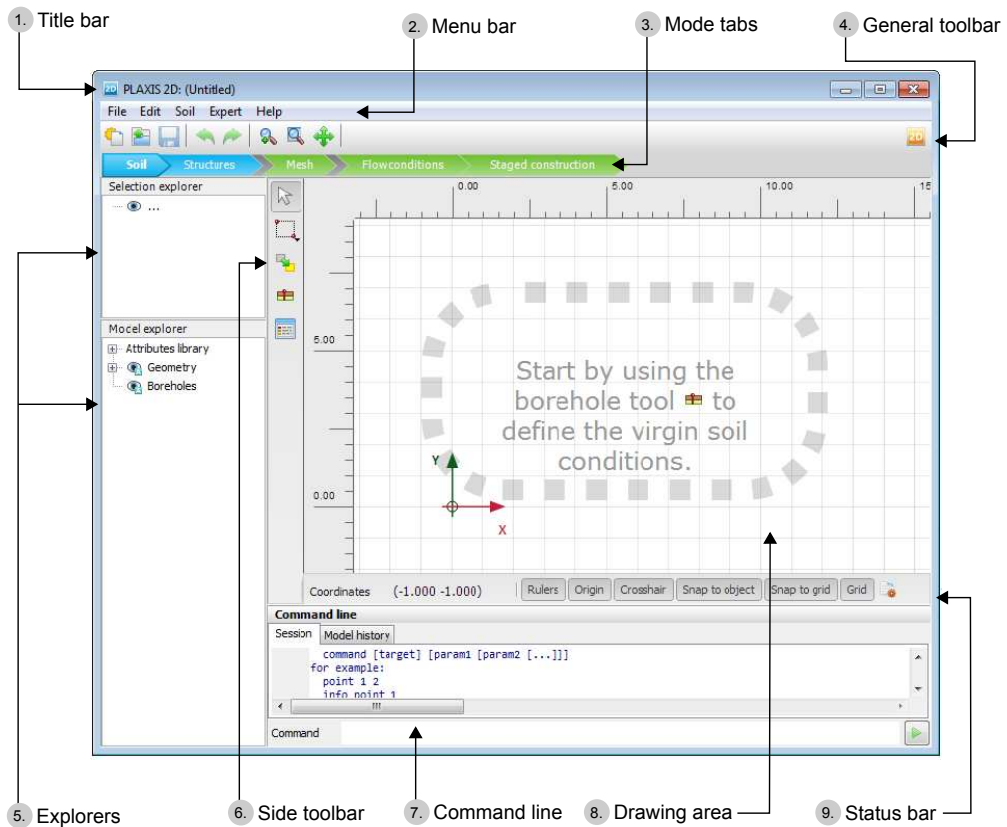 1. Title bar
2. Menu bar
3. Mode tabs
4. General toolbar
2D PLAXIS 2D: (Untitled)
File Edit Soil Expert Help
2D
Soil Structures Mesh Flowconditions Staged construction
Selection explorer
...
0.00 5.00 10.00 15
5.00
0.00
Mocel explorer
Attributes library
Geometry
Boreholes
Start by using the
borehole tool to
define the virgin soil
conditions.
Y
X
Coordinates (-1.000 -1.000) Rulers Origin Crosshair Snap to object Snap to grid Grid
Command line
Session Model history
command [target] [param1 [param2 [...]]]
for example:
point 1 2
info point 1
Command
5. Explorers
6. Side toolbar
7. Command line
8. Drawing area
9. Status bar